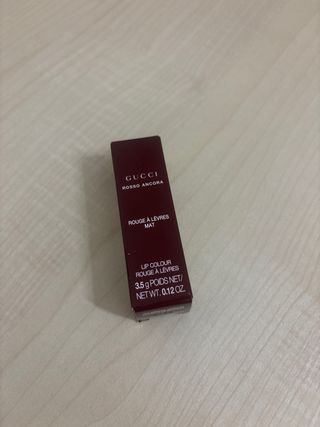 GUCCI
ROSSO ANCORA
ROUGE À LÈVRES
MAT
LIP COLOUR
ROUGE À LÈVRES
3.5 g POIDS NET/
NET WT. 0.12 OZ.